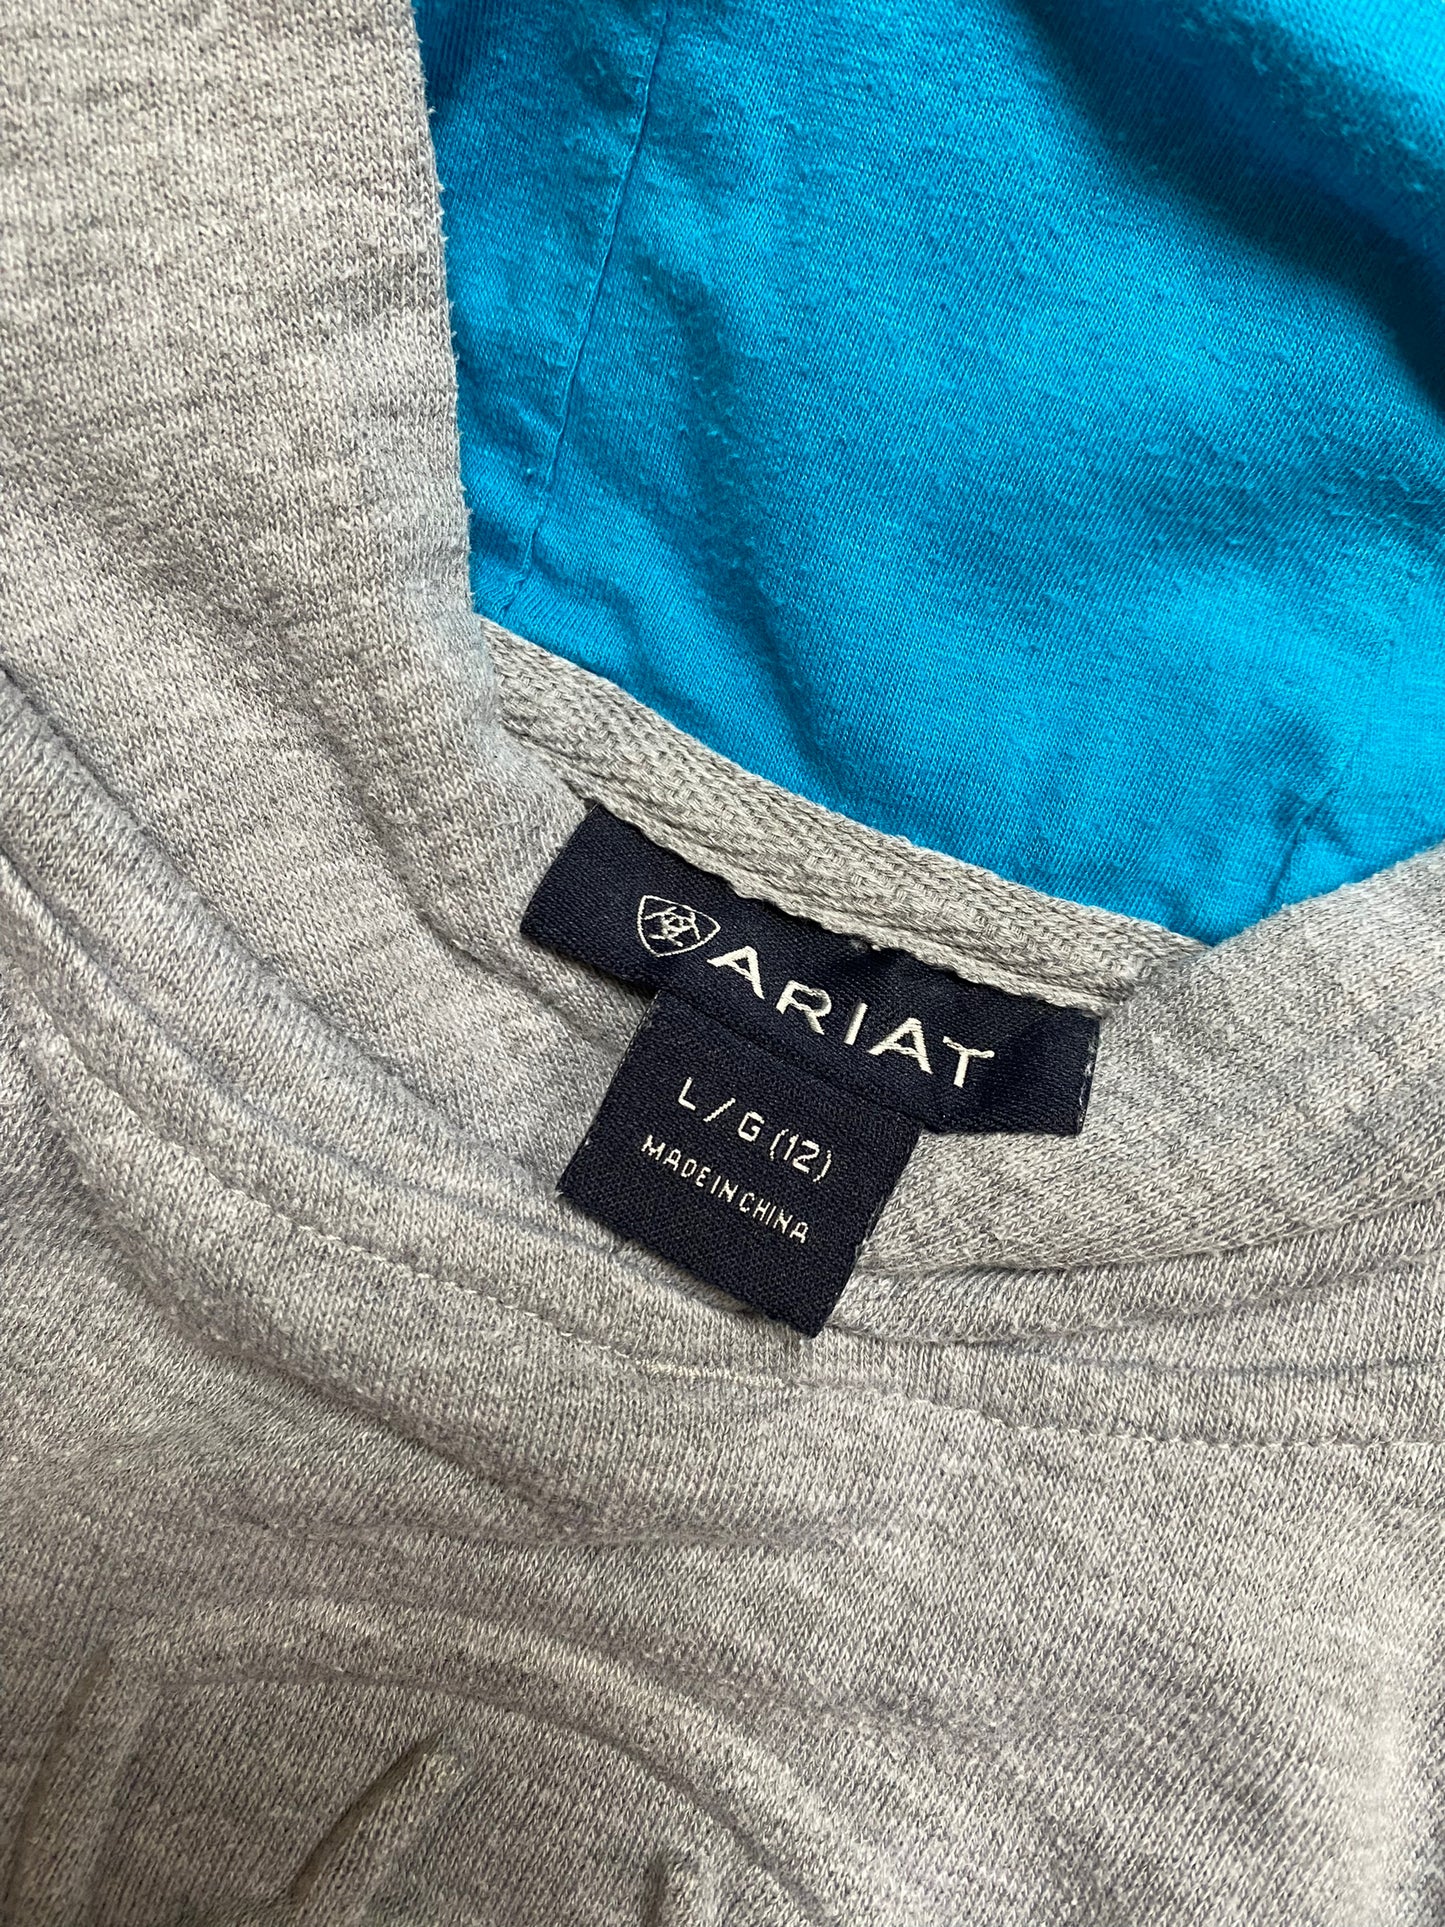 ARIAT
L/G (12)
MADE IN CHINA